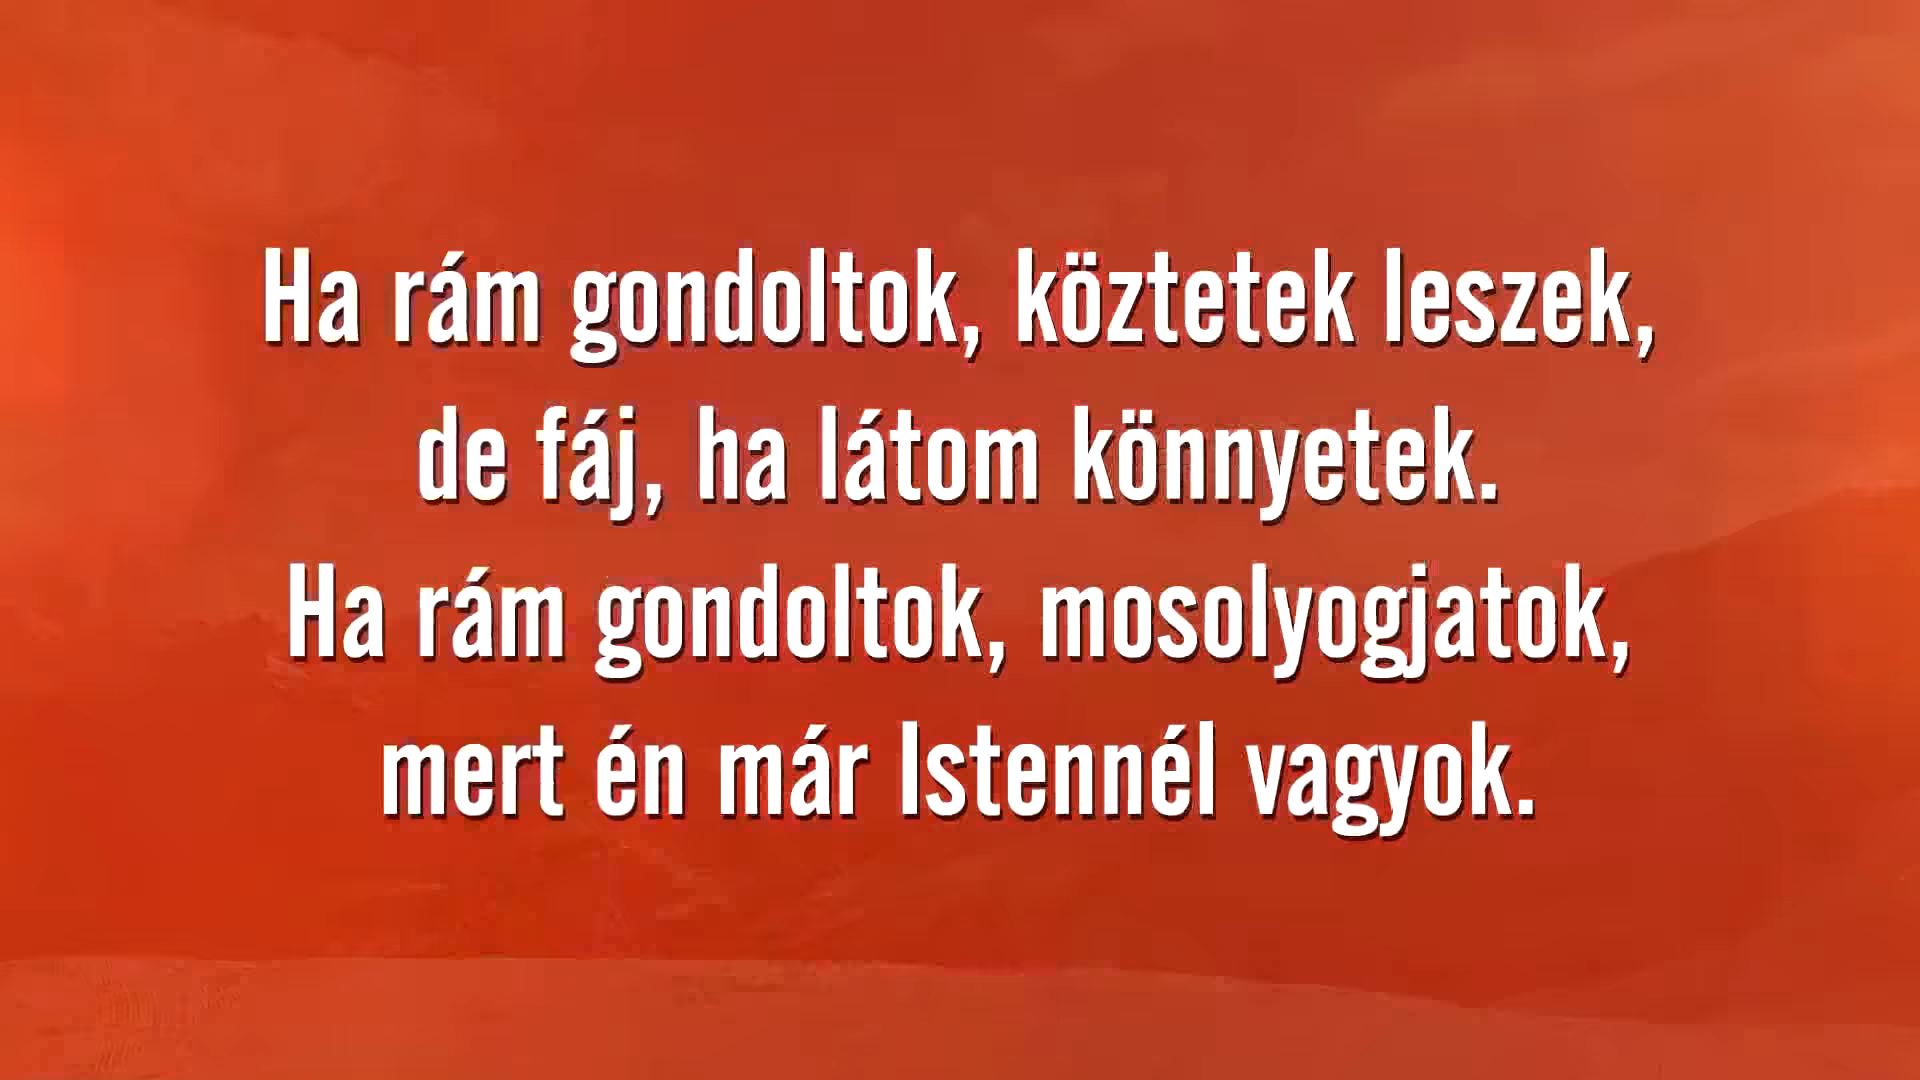 Ha rám gondoltok, köztetek leszek,
de fáj, ha látom könnyetek.
Ha rám gondoltok, mosolyogjatok,
mert én már Istennél vagyok.